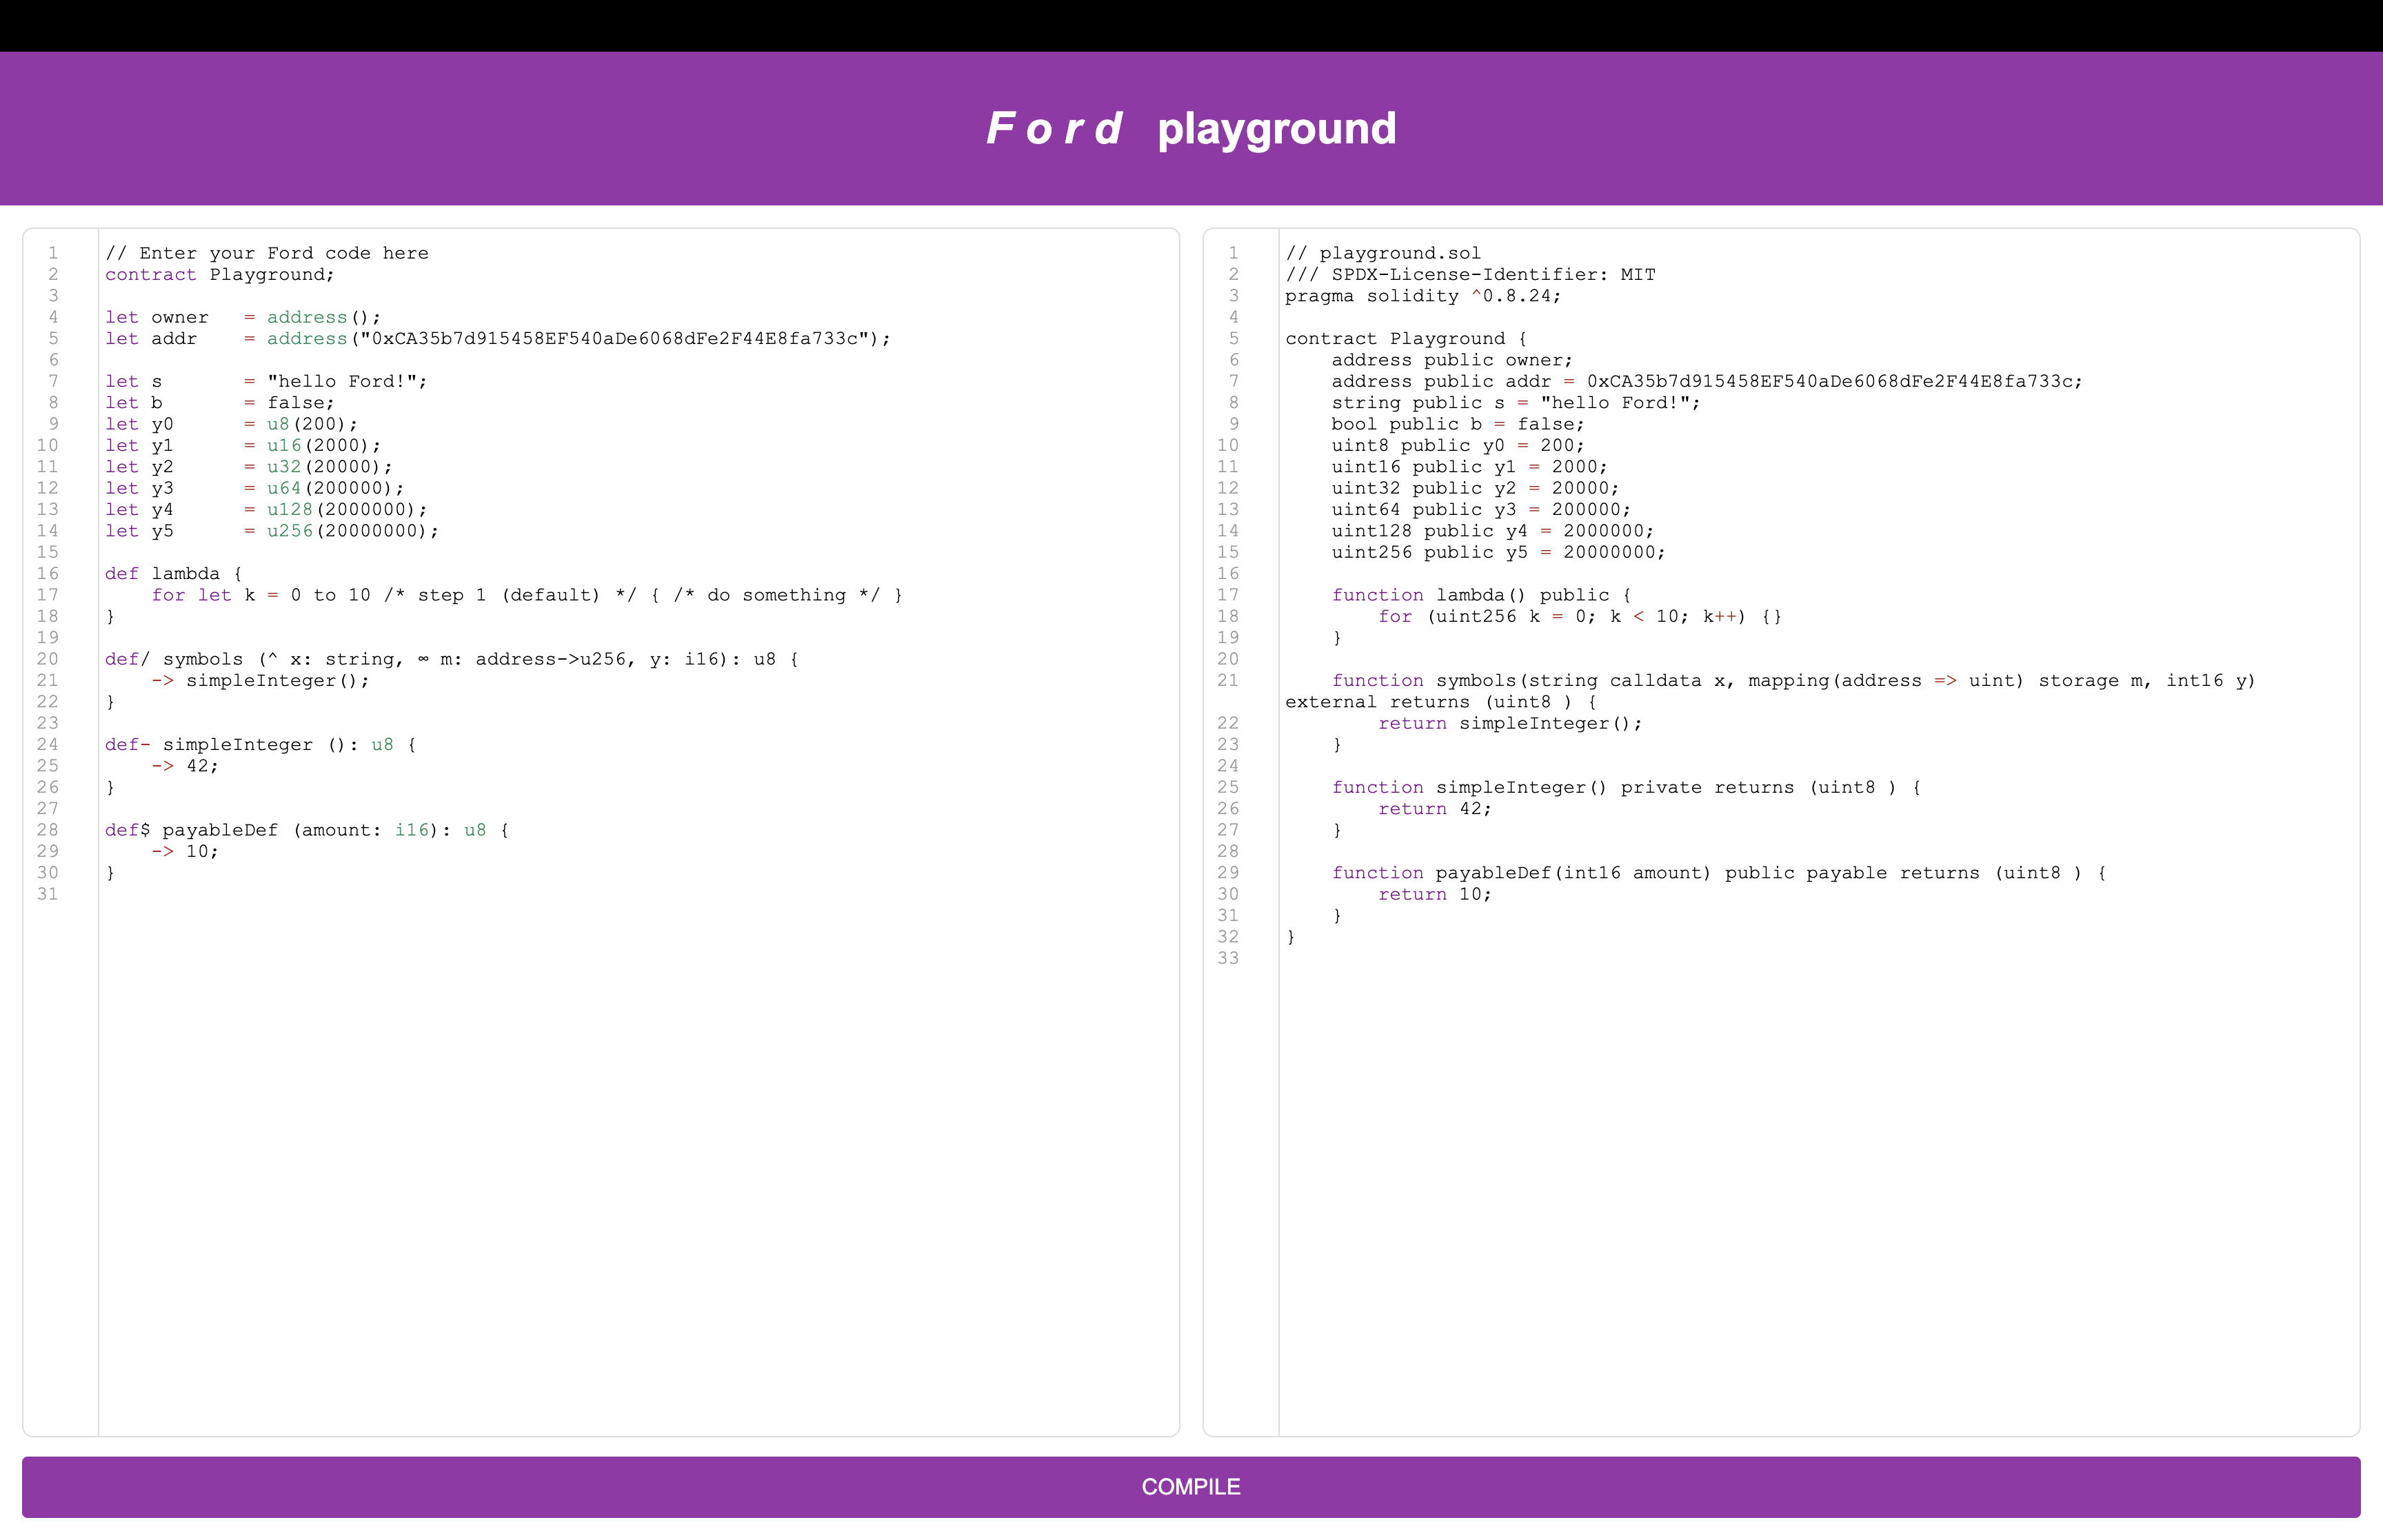 Ford playground
1 // Enter your Ford code here
2 contract Playground;
3
4 let owner   = address();
5 let addr    = address("0xCA35b7d915458EF540aDe6068dFe2F44E8fa733c");
6
7 let s       = "hello Ford!";
8 let b       = false;
9 let y0      = u8(200);
10 let y1      = u16(2000);
11 let y2      = u32(20000);
12 let y3      = u64(200000);
13 let y4      = u128(2000000);
14 let y5      = u256(20000000);
15
16 def lambda {
17     for let k = 0 to 10 /* step 1 (default) */ { /* do something */ }
18 }
19
20 def/ symbols (^ x: string, ∞ m: address->u256, y: i16): u8 {
21     -> simpleInteger();
22 }
23
24 def- simpleInteger (): u8 {
25     -> 42;
26 }
27
28 def$ payableDef (amount: i16): u8 {
29     -> 10;
30 }
31
1 // playground.sol
2 /// SPDX-License-Identifier: MIT
3 pragma solidity ^0.8.24;
4
5 contract Playground {
6     address public owner;
7     address public addr = 0xCA35b7d915458EF540aDe6068dFe2F44E8fa733c;
8     string public s = "hello Ford!";
9     bool public b = false;
10     uint8 public y0 = 200;
11     uint16 public y1 = 2000;
12     uint32 public y2 = 20000;
13     uint64 public y3 = 200000;
14     uint128 public y4 = 2000000;
15     uint256 public y5 = 20000000;
16
17     function lambda() public {
18         for (uint256 k = 0; k < 10; k++) {}
19     }
20
21     function symbols(string calldata x, mapping(address => uint) storage m, int16 y)
external returns (uint8 ) {
22         return simpleInteger();
23     }
24
25     function simpleInteger() private returns (uint8 ) {
26         return 42;
27     }
28
29     function payableDef(int16 amount) public payable returns (uint8 ) {
30         return 10;
31     }
32 }
33
COMPILE